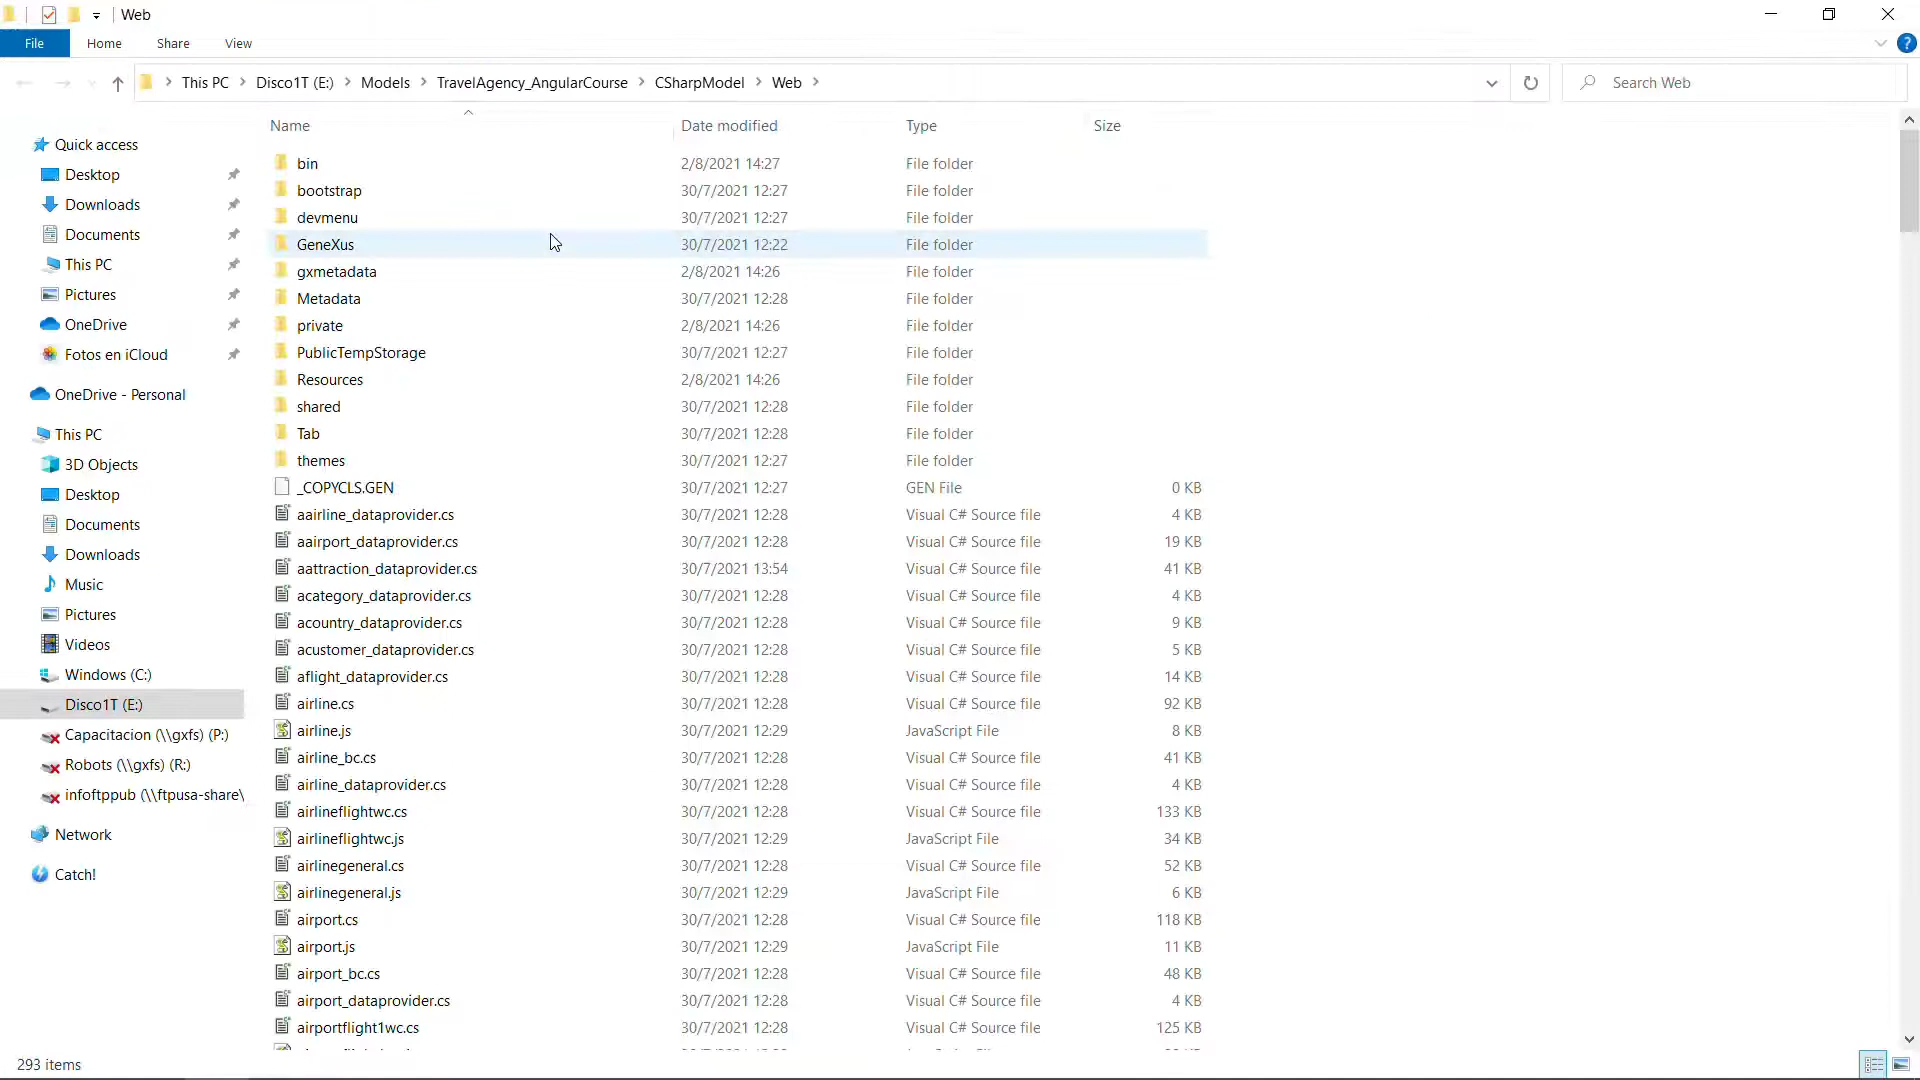 Web
File Home Share View
This PC Disco1T (E:) Models TravelAgency_AngularCourse CSharpModel Web Search Web
Name Date modified Type Size
Quick access
Desktop
Downloads
Documents
This PC
Pictures
OneDrive
Fotos en iCloud
OneDrive - Personal
This PC
3D Objects
Desktop
Documents
Downloads
Music
Pictures
Videos
Windows (C:)
Disco1T (E:)
Capacitacion (\\gxfs) (P:)
Robots (\\gxfs) (R:)
infoftppub (\\ftpusa-share\
Network
Catch!
bin 2/8/2021 14:27 File folder
bootstrap 30/7/2021 12:27 File folder
devmenu 30/7/2021 12:27 File folder
GeneXus 30/7/2021 12:22 File folder
gxmetadata 2/8/2021 14:26 File folder
Metadata 30/7/2021 12:28 File folder
private 2/8/2021 14:26 File folder
PublicTempStorage 30/7/2021 12:27 File folder
Resources 2/8/2021 14:26 File folder
shared 30/7/2021 12:28 File folder
Tab 30/7/2021 12:28 File folder
themes 30/7/2021 12:27 File folder
_COPYCLS.GEN 30/7/2021 12:27 GEN File 0 KB
aairline_dataprovider.cs 30/7/2021 12:28 Visual C# Source file 4 KB
aairport_dataprovider.cs 30/7/2021 12:28 Visual C# Source file 19 KB
aattraction_dataprovider.cs 30/7/2021 13:54 Visual C# Source file 41 KB
acategory_dataprovider.cs 30/7/2021 12:28 Visual C# Source file 4 KB
acountry_dataprovider.cs 30/7/2021 12:28 Visual C# Source file 9 KB
acustomer_dataprovider.cs 30/7/2021 12:28 Visual C# Source file 5 KB
aflight_dataprovider.cs 30/7/2021 12:28 Visual C# Source file 14 KB
airline.cs 30/7/2021 12:28 Visual C# Source file 92 KB
airline.js 30/7/2021 12:29 JavaScript File 8 KB
airline_bc.cs 30/7/2021 12:28 Visual C# Source file 41 KB
airline_dataprovider.cs 30/7/2021 12:28 Visual C# Source file 4 KB
airlineflightwc.cs 30/7/2021 12:28 Visual C# Source file 133 KB
airlineflightwc.js 30/7/2021 12:29 JavaScript File 34 KB
airlinegeneral.cs 30/7/2021 12:28 Visual C# Source file 52 KB
airlinegeneral.js 30/7/2021 12:29 JavaScript File 6 KB
airport.cs 30/7/2021 12:28 Visual C# Source file 118 KB
airport.js 30/7/2021 12:29 JavaScript File 11 KB
airport_bc.cs 30/7/2021 12:28 Visual C# Source file 48 KB
airport_dataprovider.cs 30/7/2021 12:28 Visual C# Source file 4 KB
airportflight1wc.cs 30/7/2021 12:28 Visual C# Source file 125 KB
293 items